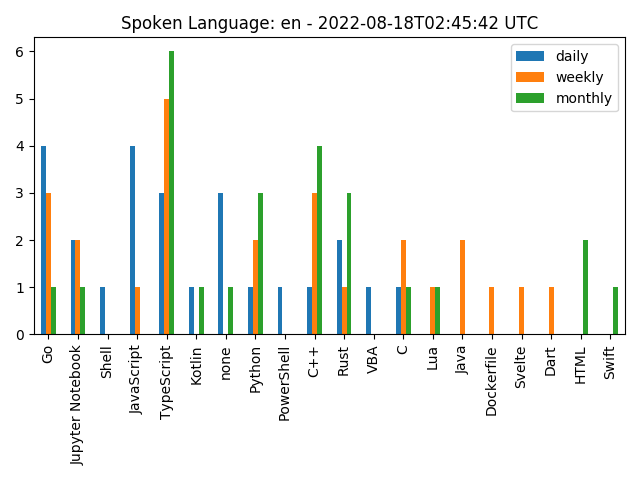 Spoken Language: en - 2022-08-18T02:45:42 UTC
daily
weekly
monthly
6
5
4
3
2
1
0
Go
Jupyter Notebook
Shell
JavaScript
TypeScript
Kotlin
none
Python
PowerShell
C++
Rust
VBA
C
Lua
Java
Dockerfile
Svelte
Dart
HTML
Swift